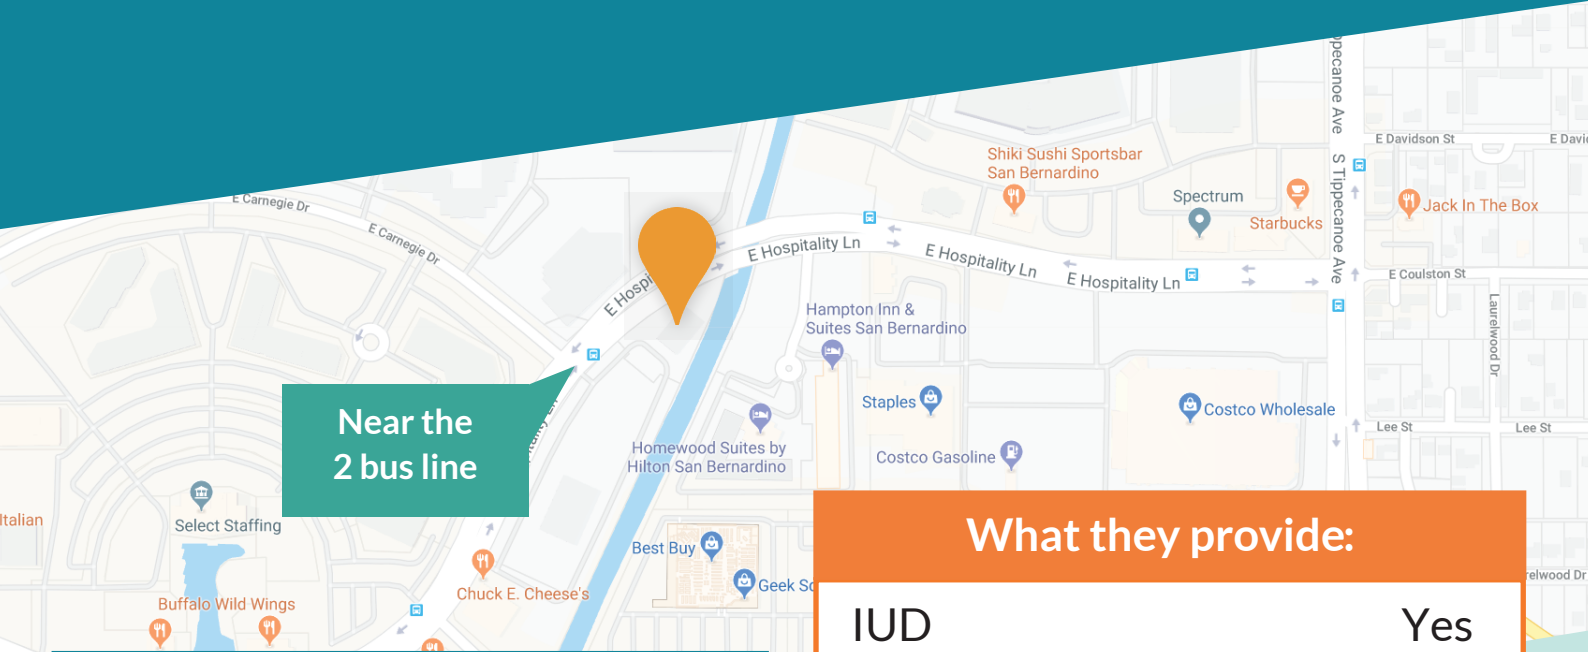 ppecanoe Ave
E Davidson St
E Davi
Shiki Sushi Sportsbar
San Bernardino
S Tippecanoe Ave
Spectrum
Starbucks
Jack In The Box
E Carnegie Dr
E Carnegie Dr
E Hospitality Ln
E Hospitality Ln
E Hospitality Ln
E Hospi
E Coulston St
Laurelwood Dr
Hampton Inn &
Suites San Bernardino
Near the
2 bus line
ality Ln
Staples
Costco Wholesale
Lee St
Lee St
Homewood Suites by
Hilton San Bernardino
Costco Gasoline
Italian
Select Staffing
Best Buy
Geek Sq
Chuck E. Cheese's
Buffalo Wild Wings
relwood Dr
What they provide:
IUD Yes